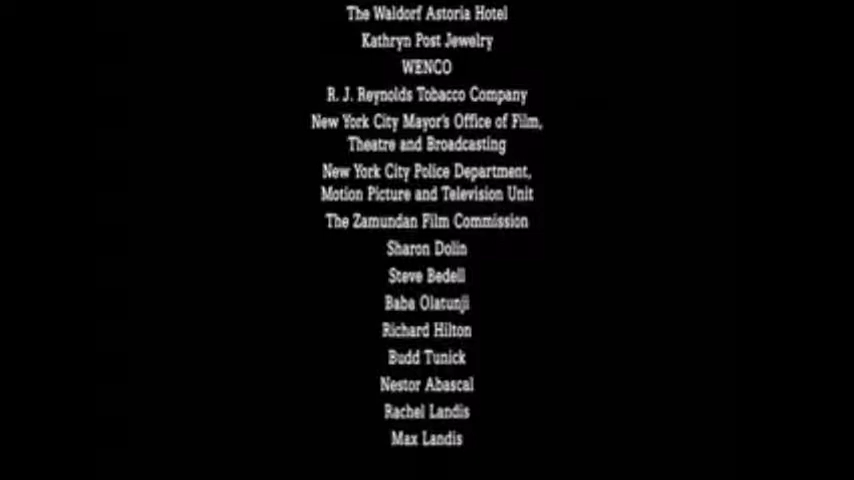 The Waldorf Astoria Hotel
Kathryn Post Jewelry
WENCO
R. J. Reynolds Tobacco Company
New York City Mayor's Office of Film,
Theatre and Broadcasting
New York City Police Department,
Motion Picture and Television Unit
The Zamundan Film Commission
Sharon Dolin
Steve Bedell
Baba Olatunji
Richard Hilton
Budd Tunick
Nestor Abascal
Rachel Landis
Max Landis